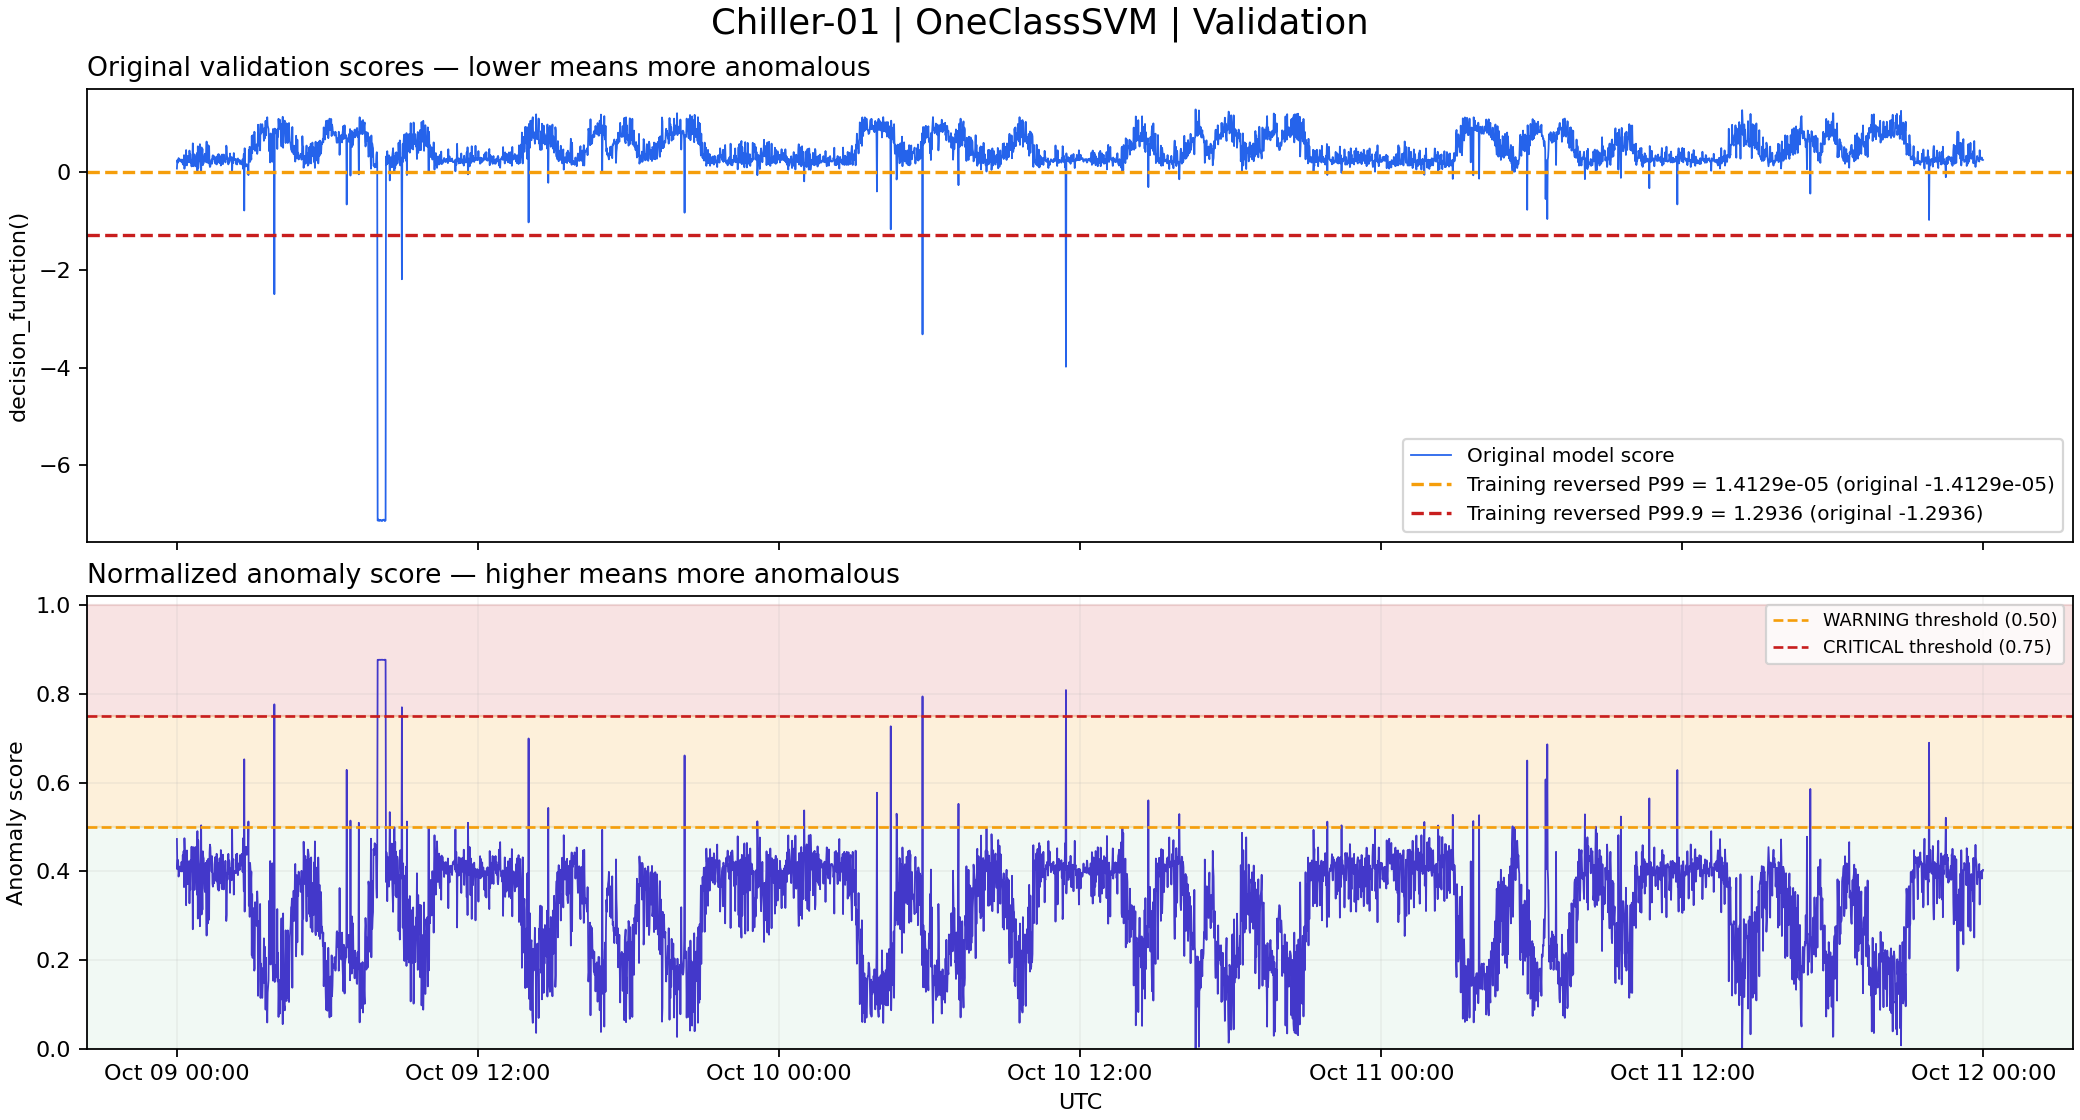 Chiller-01 | OneClassSVM | Validation
Original validation scores — lower means more anomalous
decision_function()
0
−2
−4
−6
Original model score
Training reversed P99 = 1.4129e-05 (original -1.4129e-05)
Training reversed P99.9 = 1.2936 (original -1.2936)
Normalized anomaly score — higher means more anomalous
Anomaly score
1.0
0.8
0.6
0.4
0.2
0.0
WARNING threshold (0.50)
CRITICAL threshold (0.75)
Oct 09 00:00
Oct 09 12:00
Oct 10 00:00
Oct 10 12:00
Oct 11 00:00
Oct 11 12:00
Oct 12 00:00
UTC